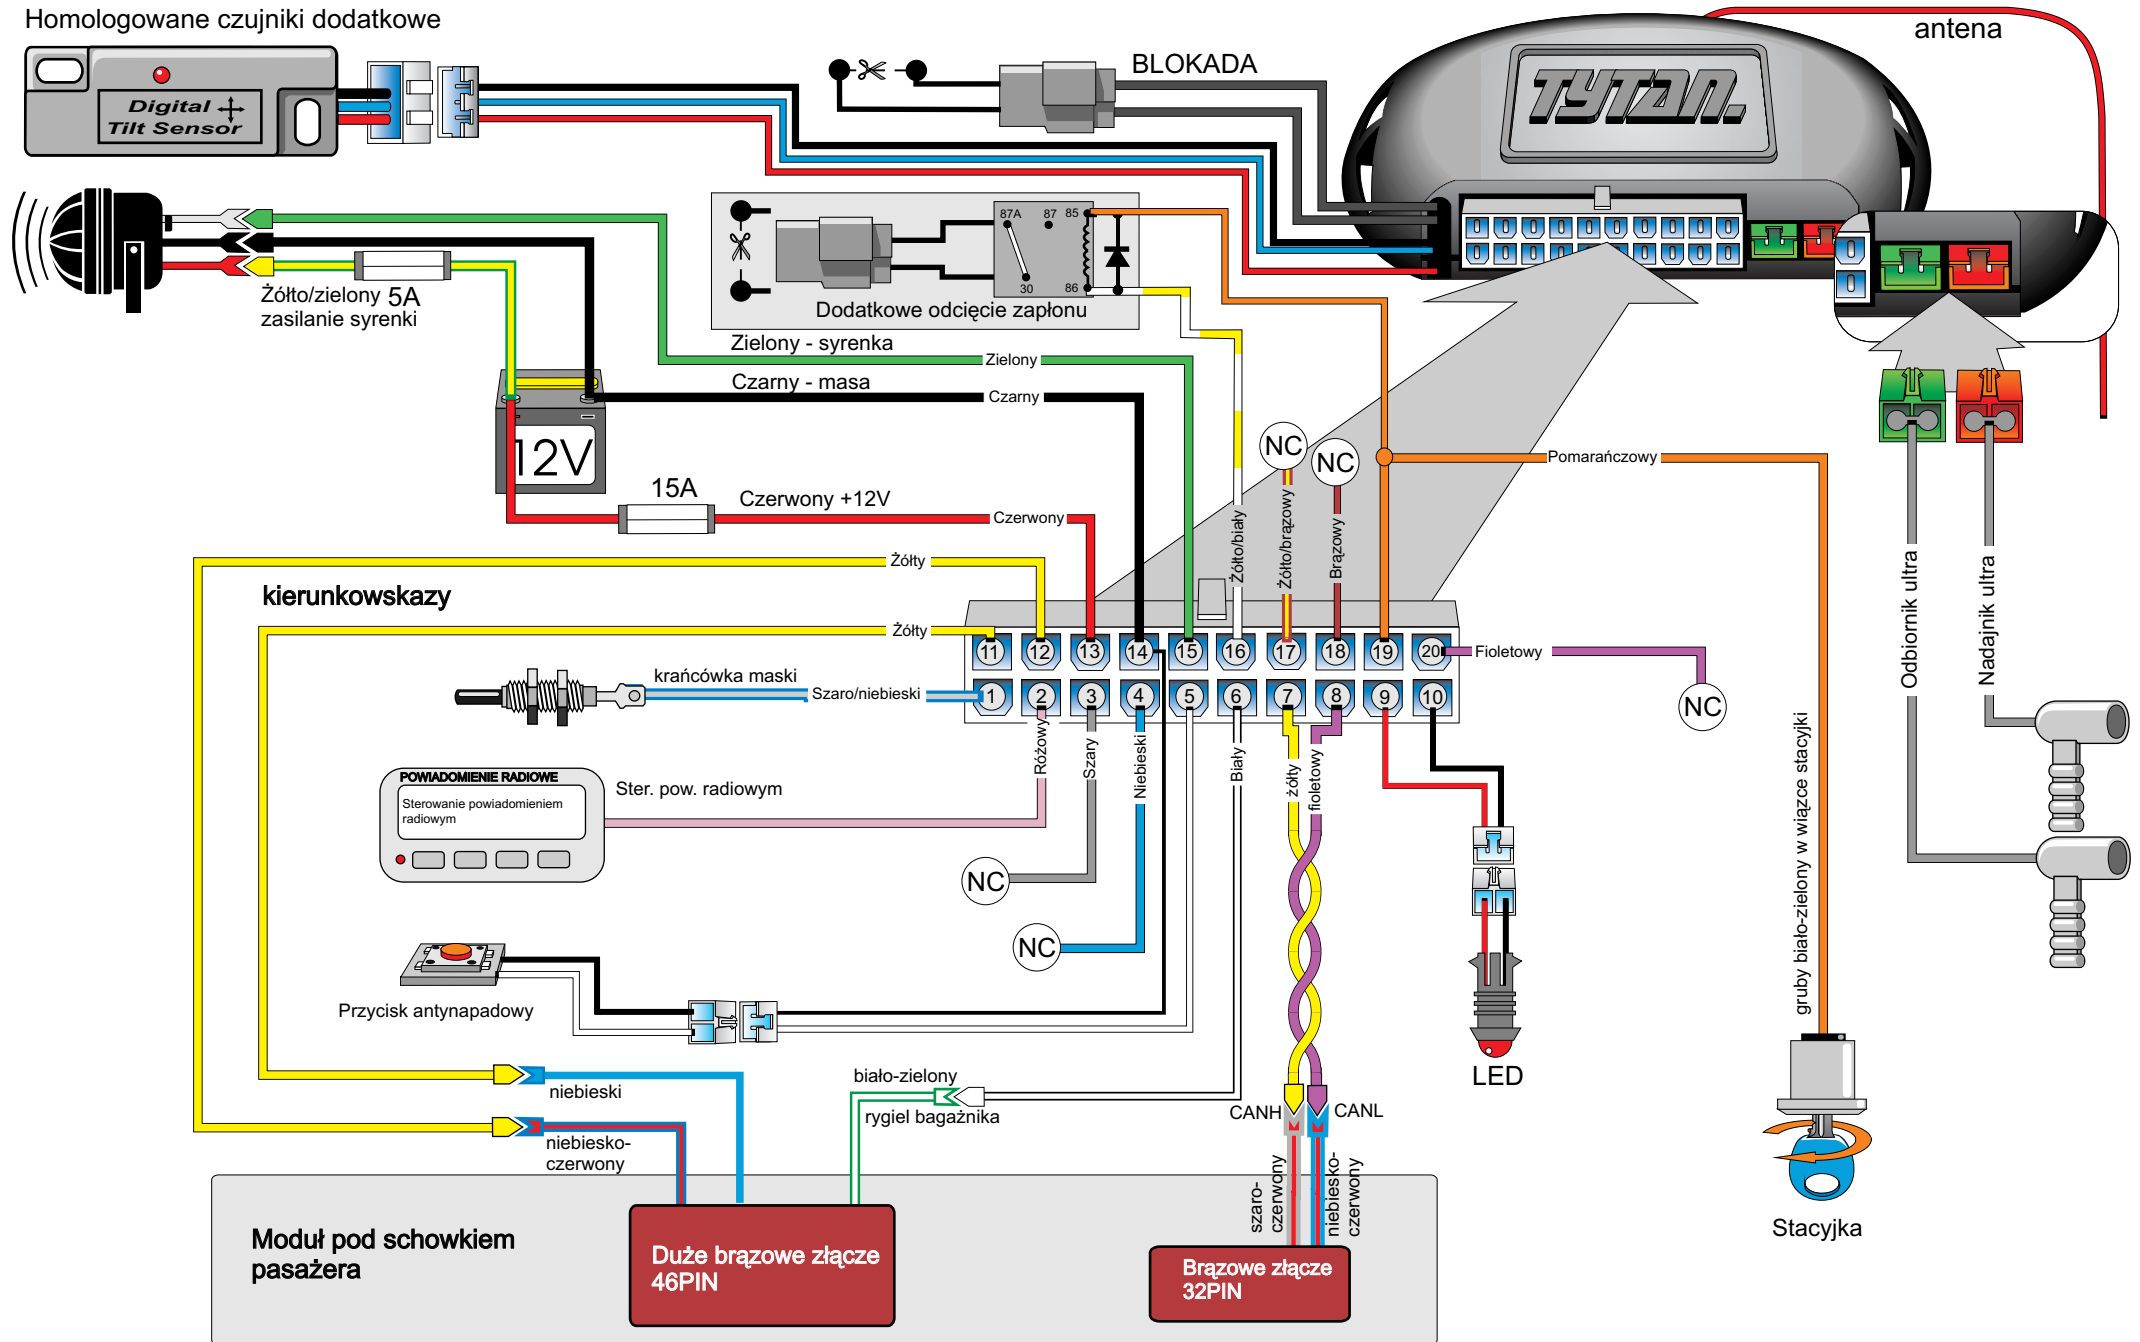 Homologowane czujniki dodatkowe
Digital
Tilt Sensor
BLOKADA
TYTAN.
antena
Żółto/zielony 5A
zasilanie syrenki
87A
87
85
30
86
Dodatkowe odcięcie zapłonu
Zielony - syrenka
Zielony
Czarny - masa
Czarny
12V
15A
Czerwony +12V
Czerwony
Żółto/biały
NC
Żółto/brązowy
NC
Brązowy
Pomarańczowy
Odbiornik ultra
Nadajnik ultra
Żółty
kierunkowskazy
Żółty
11 12 13 14 15 16 17 18 19 20
1 2 3 4 5 6 7 8 9 10
Fioletowy
NC
krańcówka maski
Szaro/niebieski
Różowy
Szary
Niebieski
Biały
żółty
fioletowy
POWIADOMIENIE RADIOWE
Sterowanie powiadomieniem
radiowym
Ster. pow. radiowym
NC
NC
Przycisk antynapadowy
gruby biało-zielony w wiązce stacyjki
LED
niebieski
niebiesko-
czerwony
biało-zielony
rygiel bagażnika
CANH
CANL
szaro-
czerwony
niebiesko-
czerwony
Stacyjka
Moduł pod schowkiem
pasażera
Duże brązowe złącze
46PIN
Brązowe złącze
32PIN